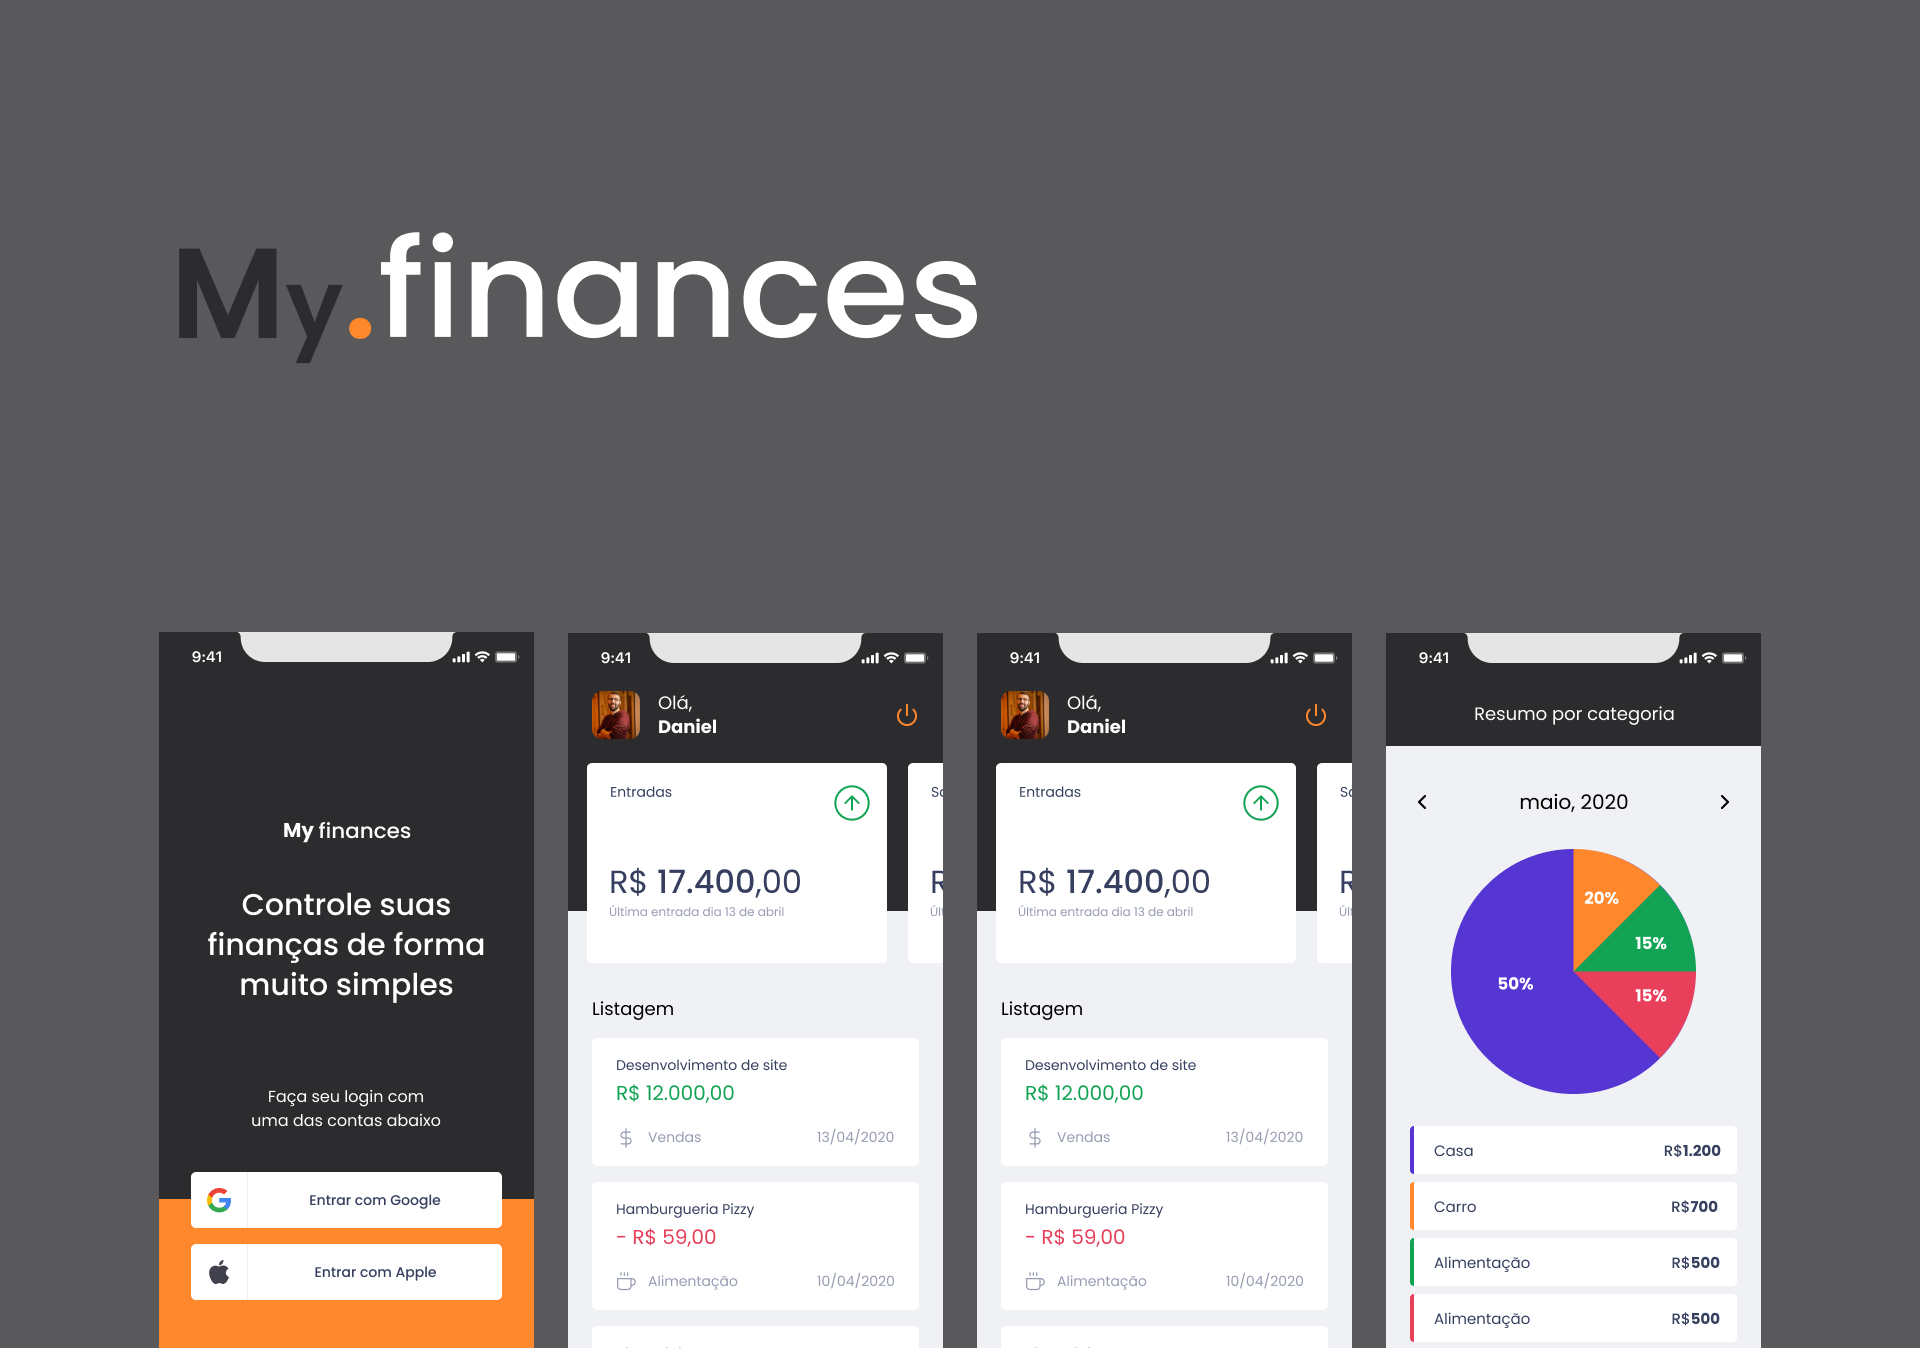 My.finances
9:41
My finances
Controle suas
finanças de forma
muito simples
Faça seu login com
uma das contas abaixo
Entrar com Google
Entrar com Apple
9:41
Olá,
Daniel
Entradas
R$ 17.400,00
Última entrada dia 13 de abril
Listagem
Desenvolvimento de site
R$ 12.000,00
Vendas 13/04/2020
Hamburgueria Pizzy
- R$ 59,00
Alimentação 10/04/2020
9:41
Olá,
Daniel
Entradas
R$ 17.400,00
Última entrada dia 13 de abril
Listagem
Desenvolvimento de site
R$ 12.000,00
Vendas 13/04/2020
Hamburgueria Pizzy
- R$ 59,00
Alimentação 10/04/2020
9:41
Resumo por categoria
maio, 2020
20%
15%
50%
15%
Casa R$1.200
Carro R$700
Alimentação R$500
Alimentação R$500